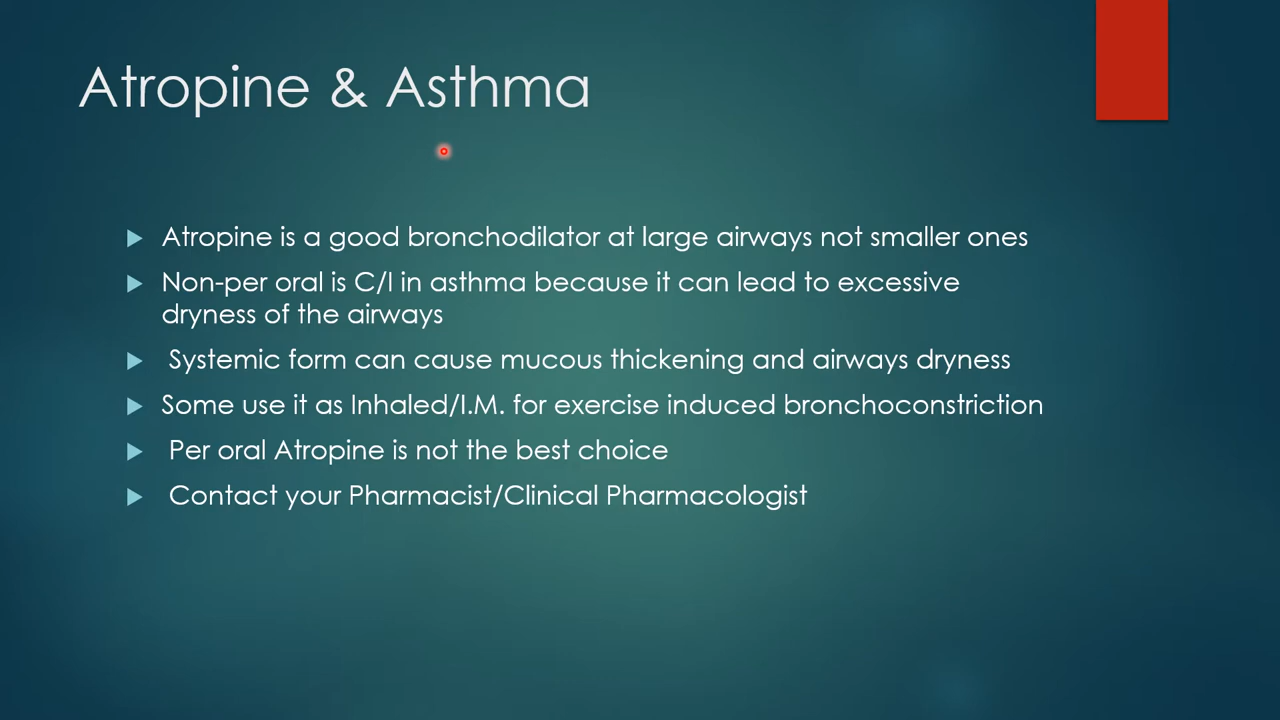 Atropine & Asthma
Atropine is a good bronchodilator at large airways not smaller ones
Non-per oral is C/I in asthma because it can lead to excessive
dryness of the airways
Systemic form can cause mucous thickening and airways dryness
Some use it as Inhaled/I.M. for exercise induced bronchoconstriction
Per oral Atropine is not the best choice
Contact your Pharmacist/Clinical Pharmacologist